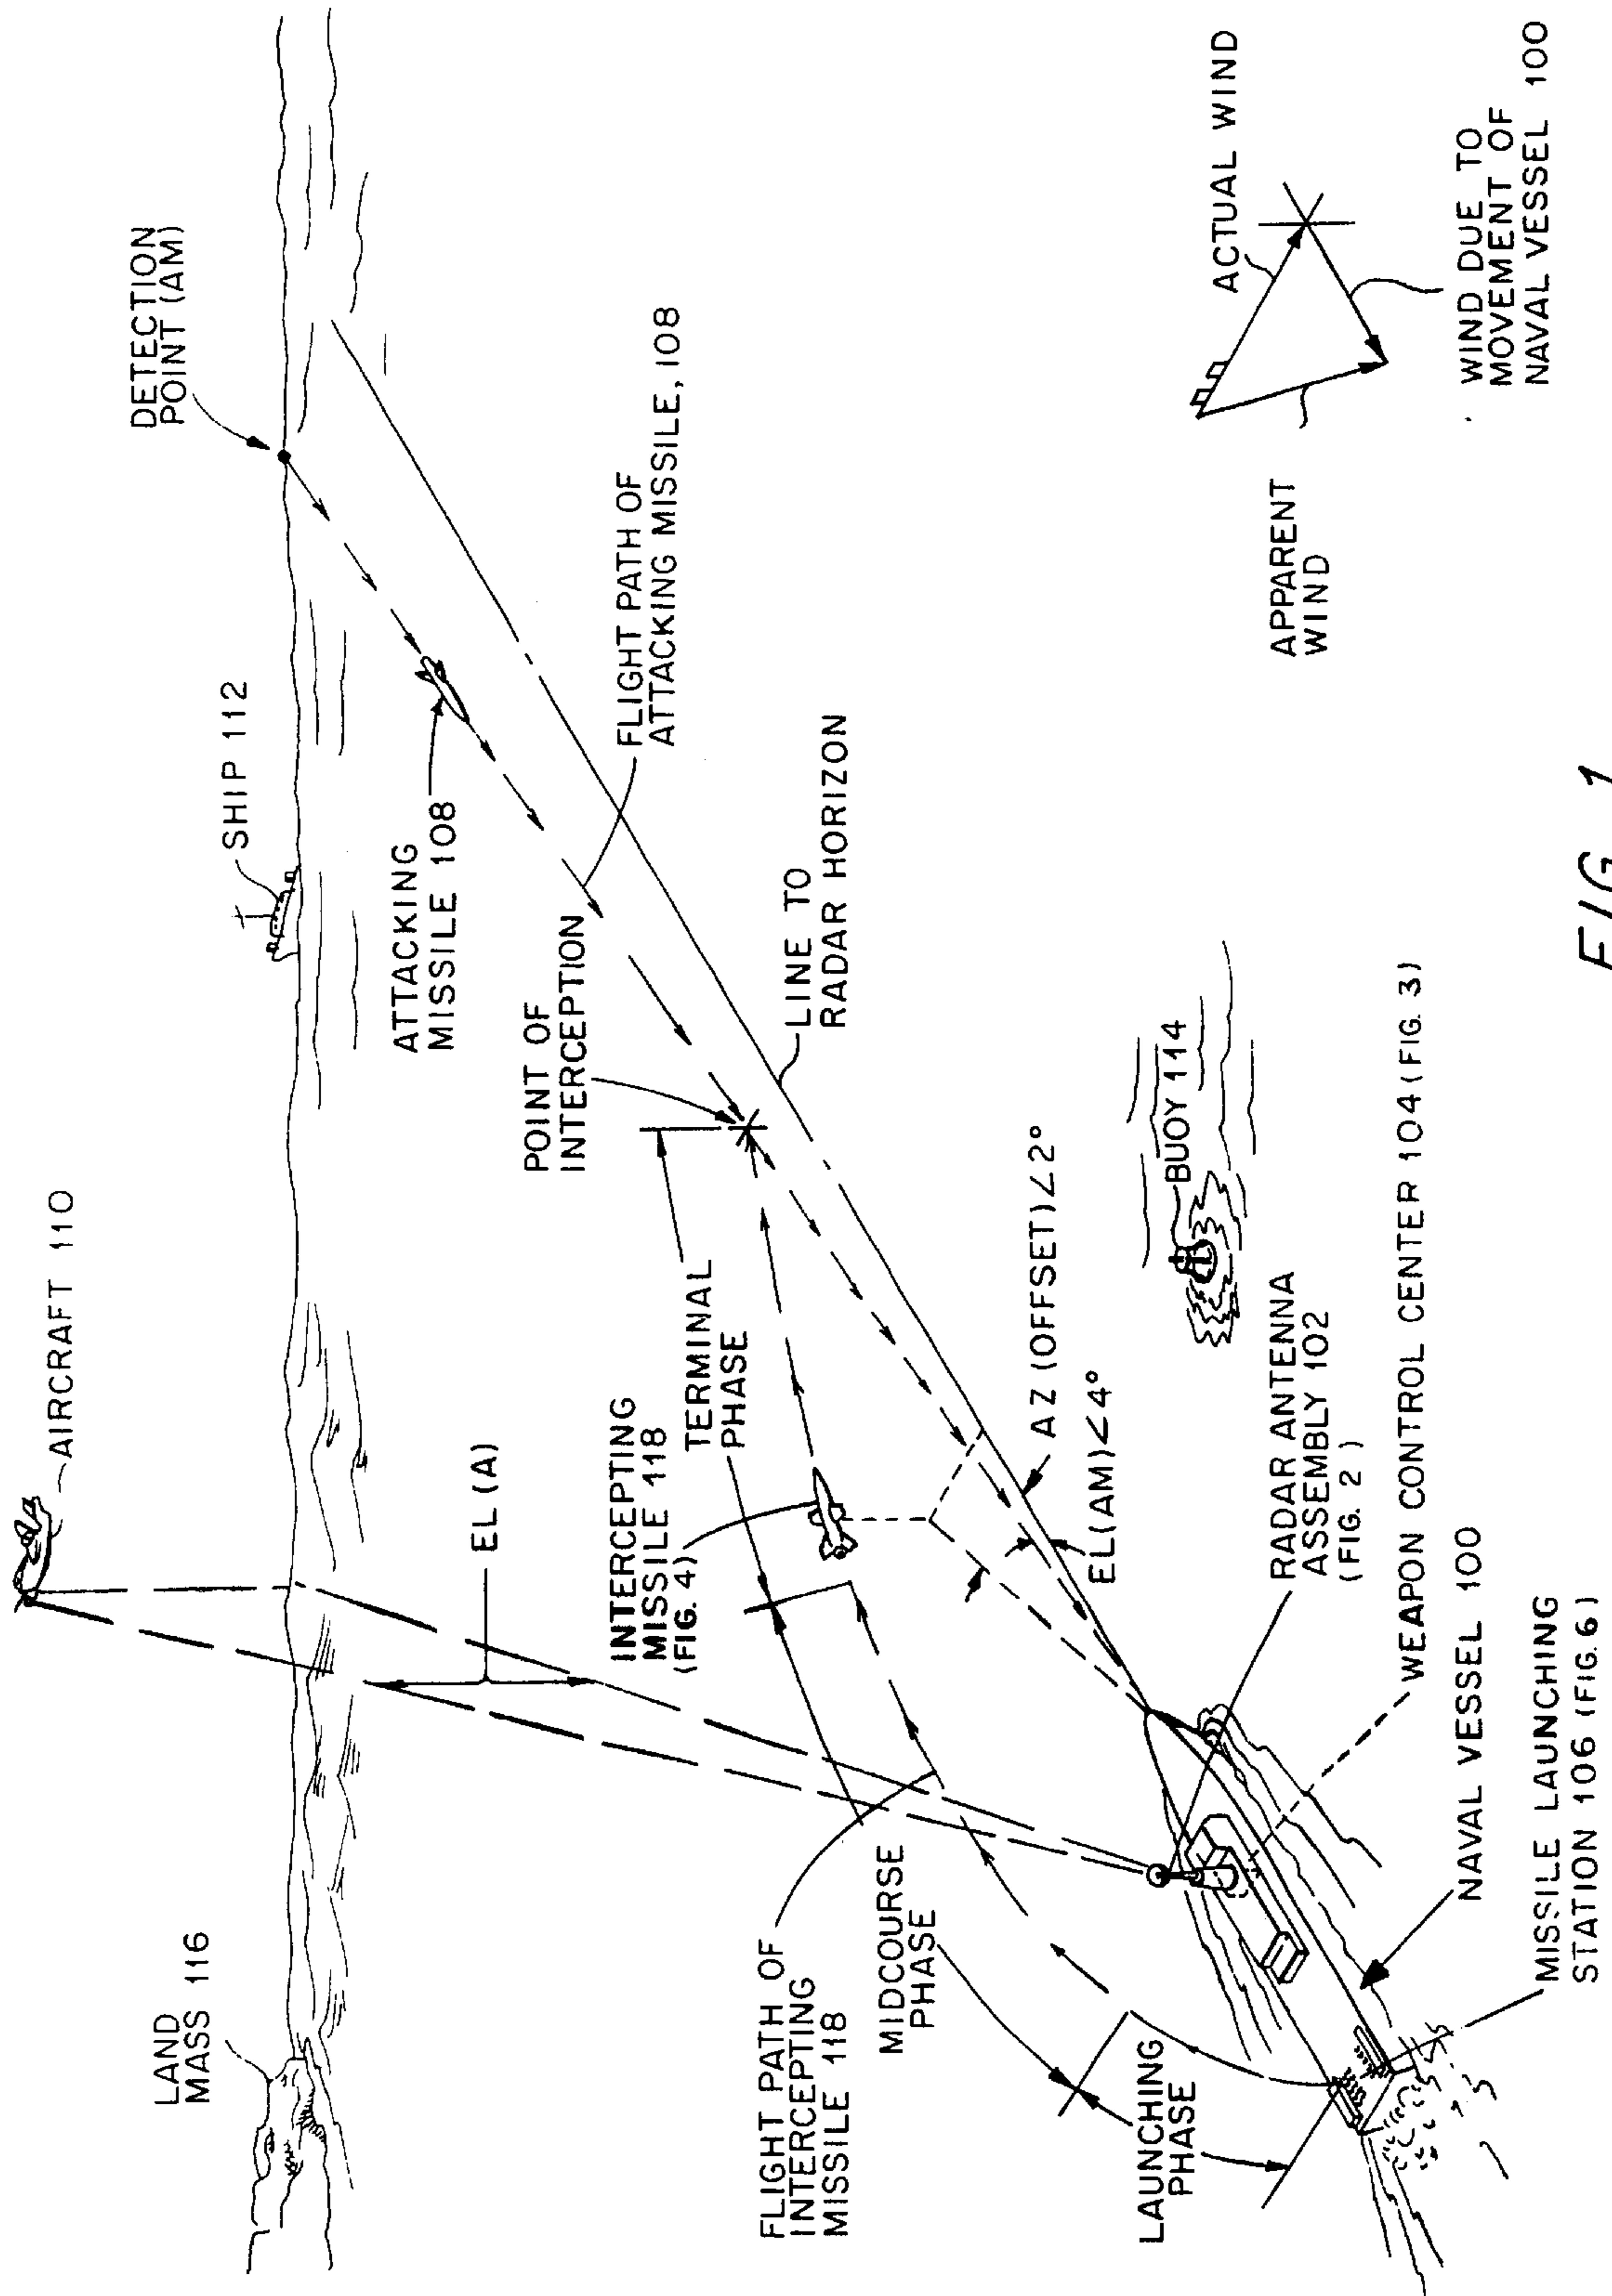 LAND
MASS 116
AIRCRAFT 110
SHIP 112
DETECTION
POINT (AM)
EL (A)
ATTACKING
MISSILE 108
POINT OF
INTERCEPTION
FLIGHT PATH OF
ATTACKING MISSILE, 108
INTERCEPTING
MISSILE 118
(FIG. 4)
TERMINAL
PHASE
FLIGHT PATH OF
INTERCEPTING
MISSILE 118
MIDCOURSE
PHASE
LINE TO
RADAR HORIZON
AZ (OFFSET)∠2°
EL(AM)∠4°
LAUNCHING
PHASE
BUOY 114
RADAR ANTENNA
ASSEMBLY 102
(FIG. 2 )
WEAPON CONTROL CENTER 104 (FIG. 3)
NAVAL VESSEL 100
MISSILE LAUNCHING
STATION 106 (FIG. 6)
ACTUAL WIND
APPARENT
WIND
WIND DUE TO
MOVEMENT OF
NAVAL VESSEL 100
FIG. 1